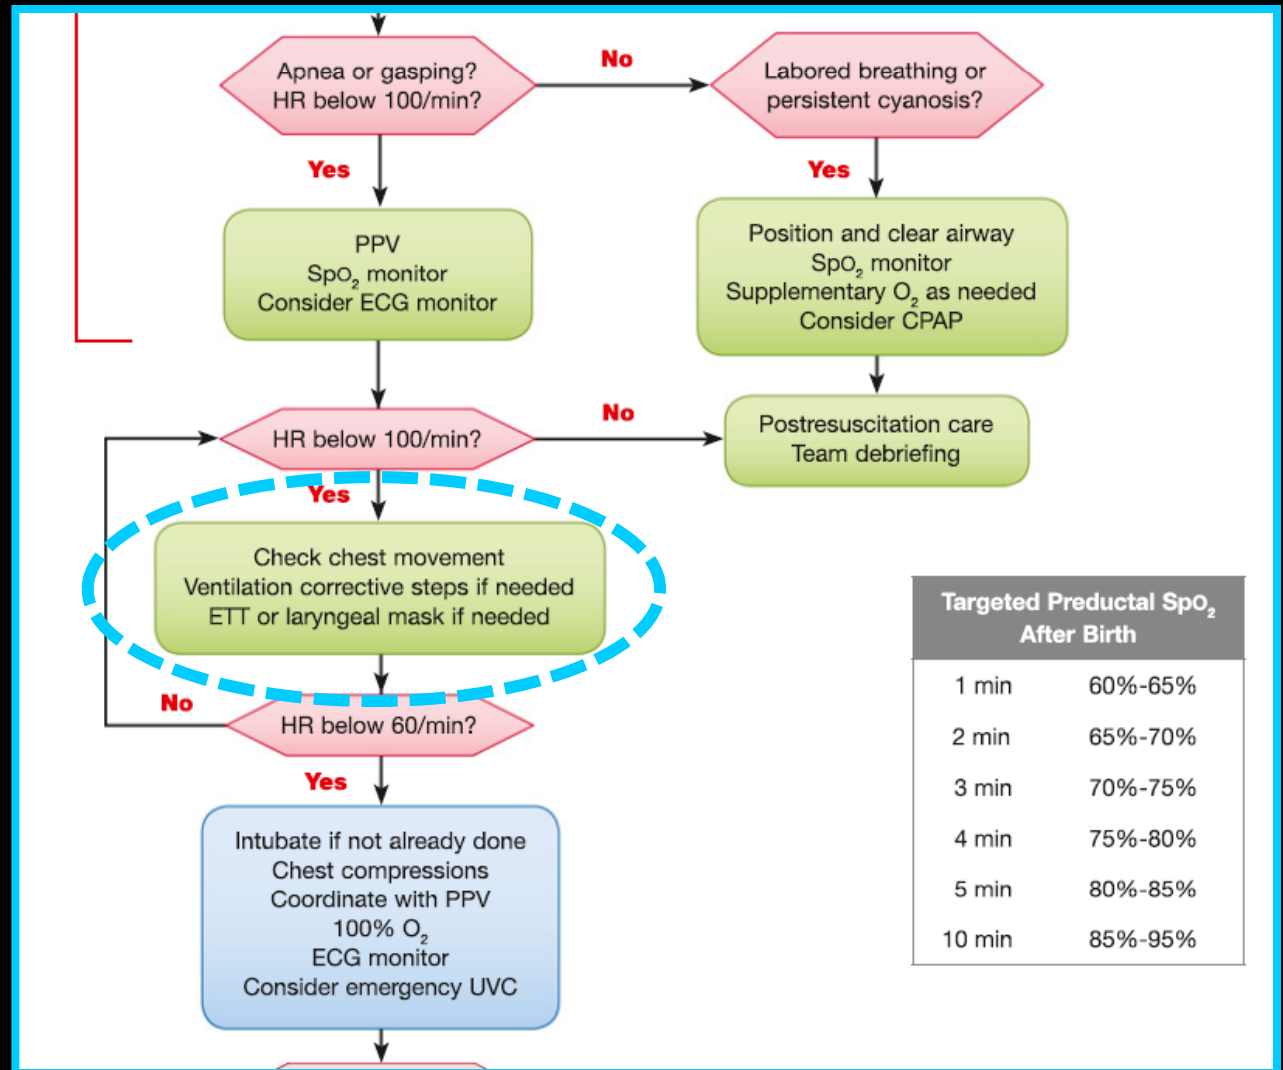 Apnea or gasping?
HR below 100/min?
No
Labored breathing or
persistent cyanosis?
Yes
Yes
PPV
SpO₂ monitor
Consider ECG monitor
Position and clear airway
SpO₂ monitor
Supplementary O₂ as needed
Consider CPAP
HR below 100/min?
No
Postresuscitation care
Team debriefing
Yes
Check chest movement
Ventilation corrective steps if needed
ETT or laryngeal mask if needed
No
HR below 60/min?
Yes
Intubate if not already done
Chest compressions
Coordinate with PPV
100% O₂
ECG monitor
Consider emergency UVC
Targeted Preductal SpO₂
After Birth
1 min 60%-65%
2 min 65%-70%
3 min 70%-75%
4 min 75%-80%
5 min 80%-85%
10 min 85%-95%